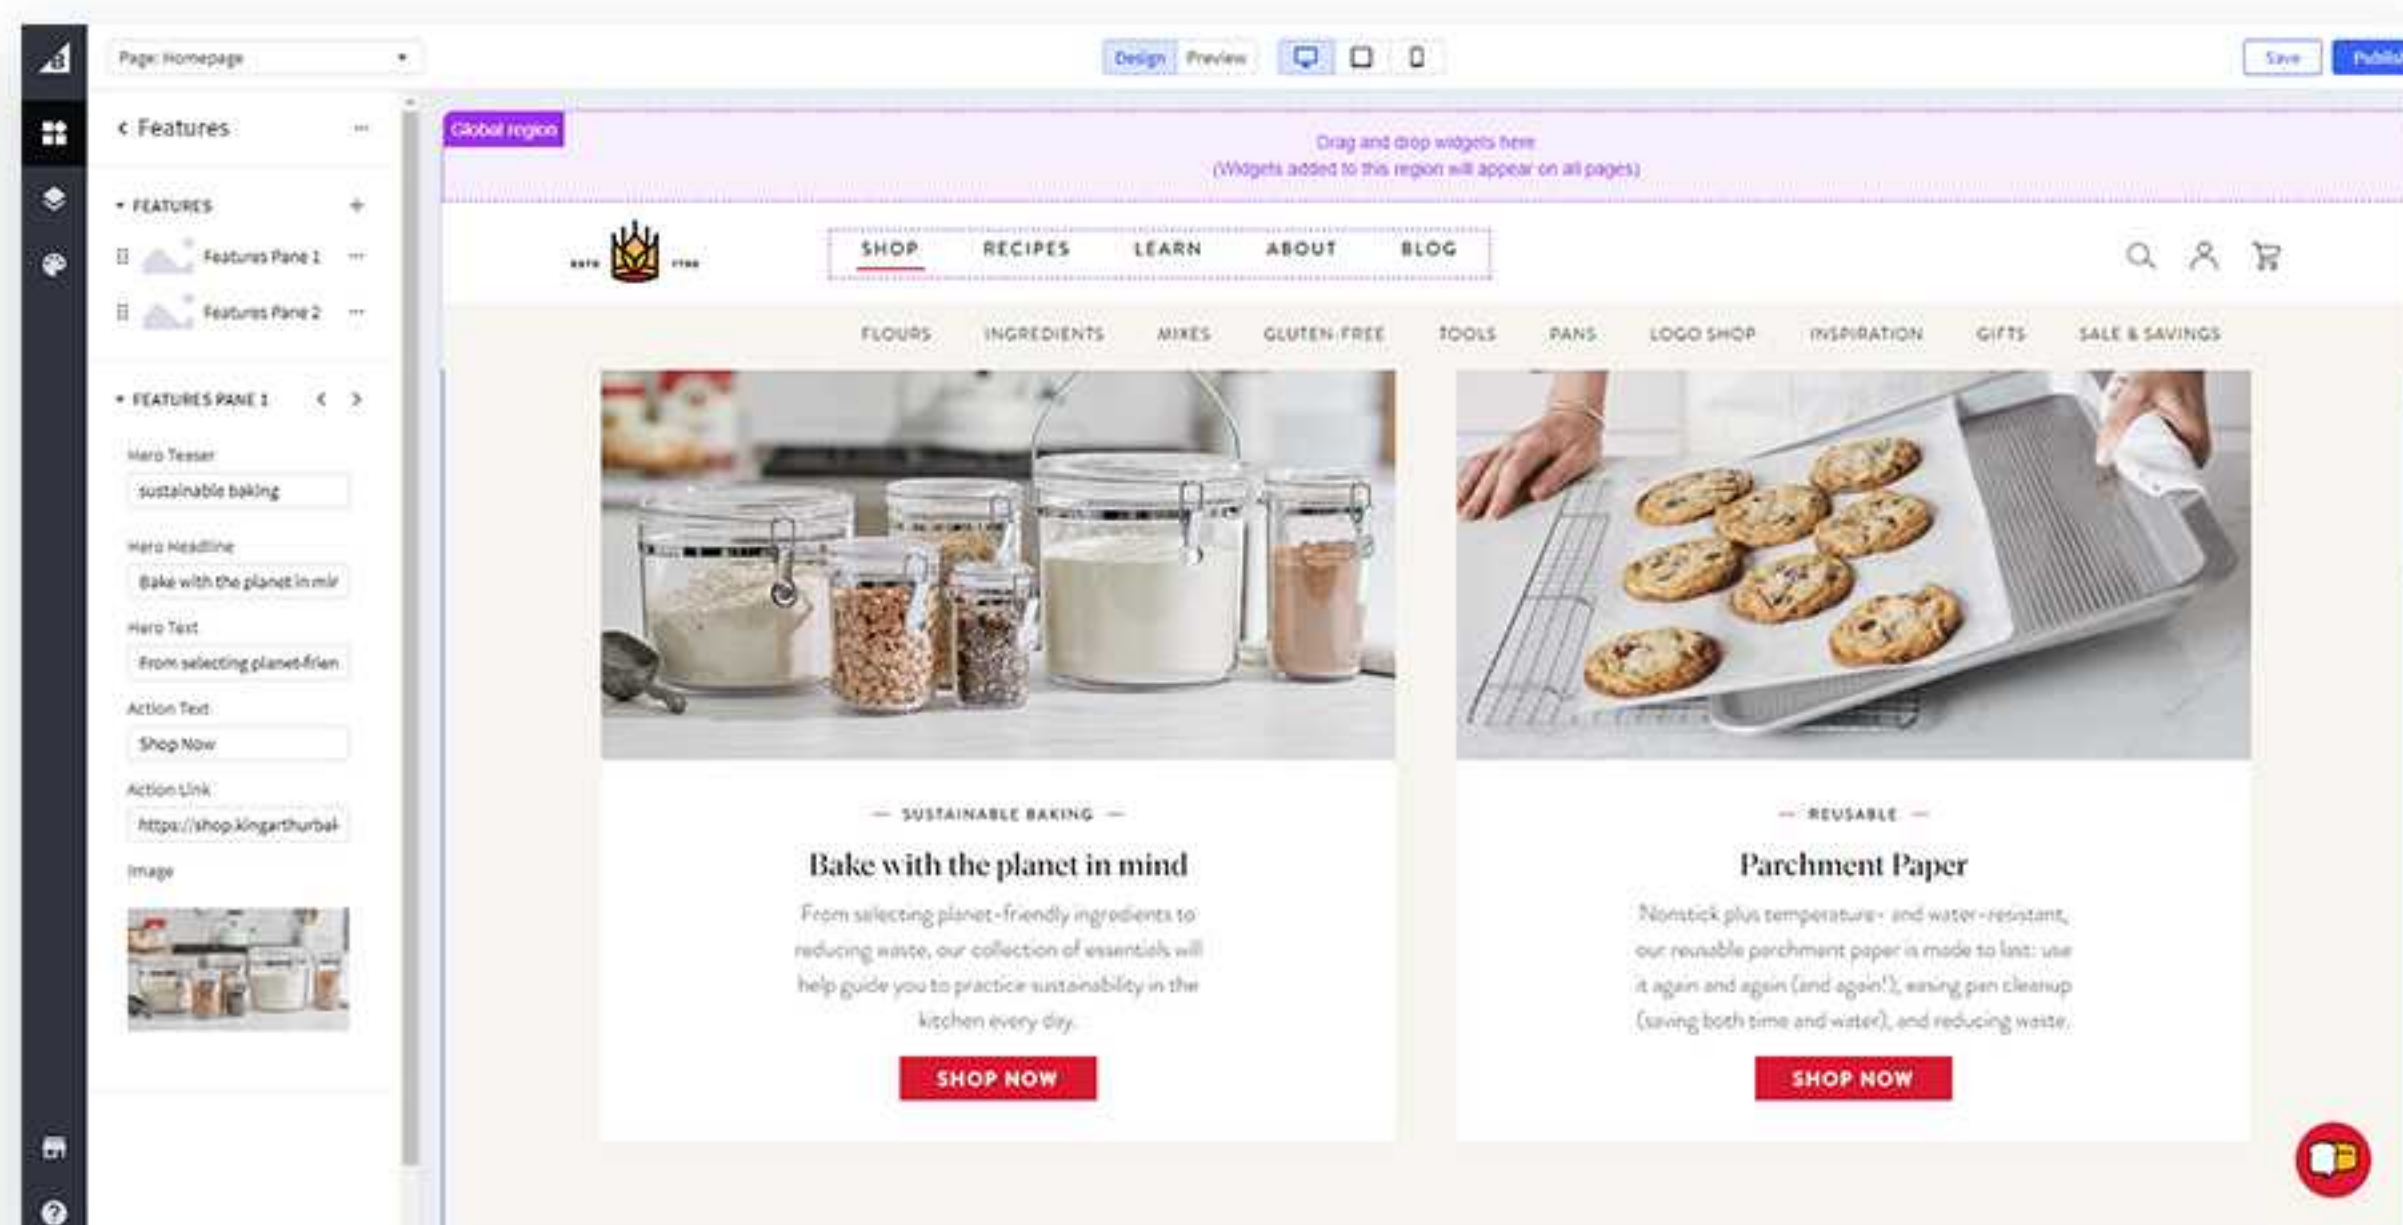 Page: Homepage
Design Preview
Save Publis
< Features
FEATURES
Features Pane 1
Features Pane 2
FEATURES PANE 1
Hero Teaser
sustainable baking
Hero Headline
Bake with the planet in mir
Hero Text
From selecting planet-frien
Action Text
Shop Now
Action Link
https://shop.kingarthurbak
Image
Global region
Drag and drop widgets here
(Widgets added to this region will appear on all pages)
ESTD 1790
SHOP RECIPES LEARN ABOUT BLOG
FLOURS INGREDIENTS MIXES GLUTEN-FREE TOOLS PANS LOGO SHOP INSPIRATION GIFTS SALE & SAVINGS
— SUSTAINABLE BAKING —
Bake with the planet in mind
From selecting planet-friendly ingredients to
reducing waste, our collection of essentials will
help guide you to practice sustainability in the
kitchen every day.
SHOP NOW
— REUSABLE —
Parchment Paper
Nonstick plus temperature- and water-resistant,
our reusable parchment paper is made to last: use
it again and again (and again!), easing pan cleanup
(saving both time and water), and reducing waste.
SHOP NOW